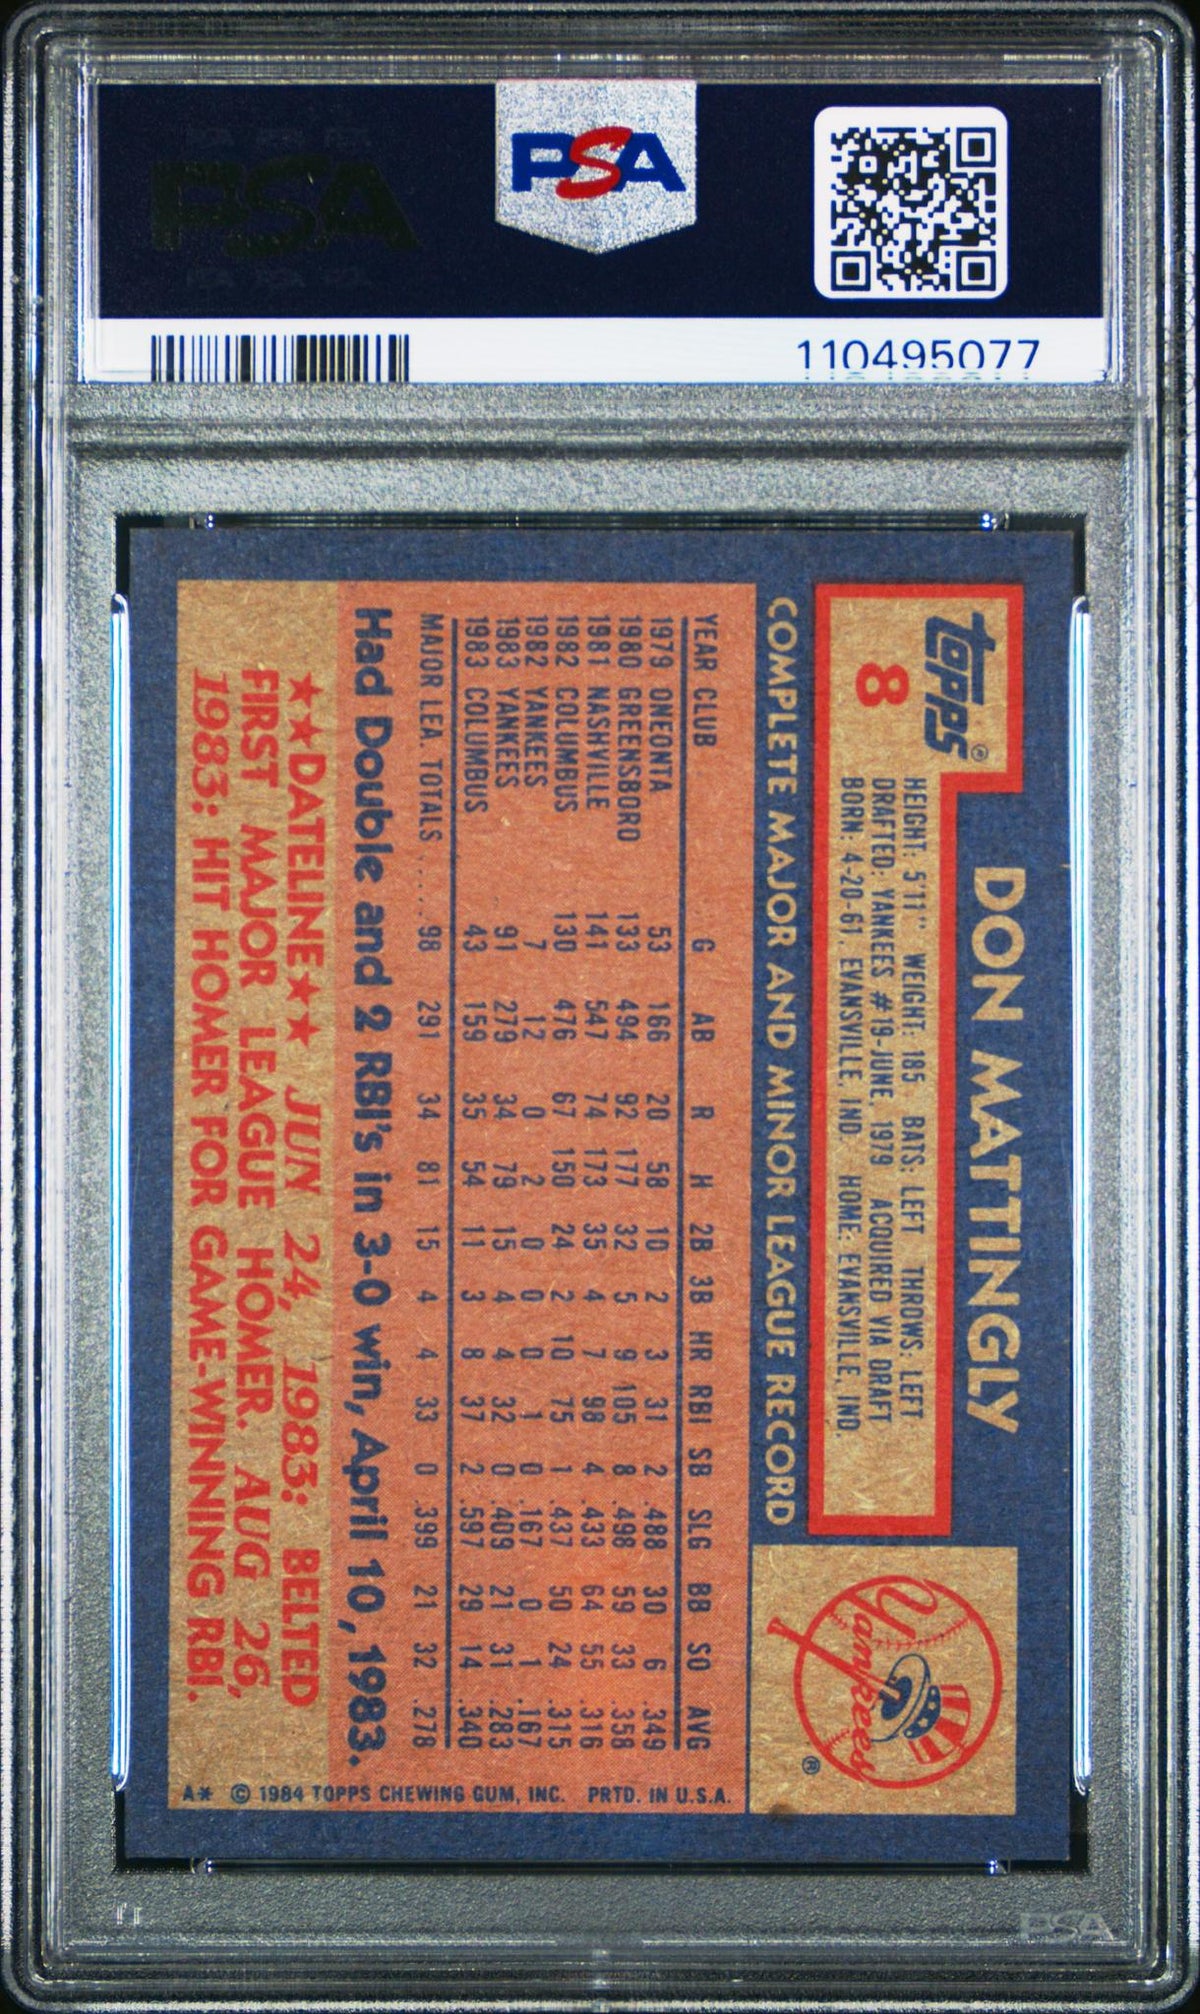 PSA
110495077
topps®
8
DON MATTINGLY
HEIGHT: 5'11" WEIGHT: 185 BATS: LEFT THROWS: LEFT
DRAFTED: YANKEES #19-JUNE, 1979 ACQUIRED VIA DRAFT
BORN: 4-20-61, EVANSVILLE, IND. HOME: EVANSVILLE, IND.
Yankees
®
COMPLETE MAJOR AND MINOR LEAGUE RECORD
YEAR CLUB G AB R H 2B 3B HR RBI SB SLG BB SO AVG
1979 ONEONTA 53 166 20 58 10 2 3 31 2 .488 30 6 .349
1980 GREENSBORO 133 494 92 177 32 5 9 105 8 .498 59 33 .358
1981 NASHVILLE 141 547 74 173 35 4 7 98 4 .433 64 55 .316
1982 COLUMBUS 130 476 67 150 24 2 10 75 1 .437 50 24 .315
1982 YANKEES 7 12 0 2 0 0 0 1 0 .167 0 1 .167
1983 YANKEES 91 279 34 79 15 4 4 32 0 .409 21 31 .283
1983 COLUMBUS 43 159 35 54 11 3 8 37 2 .597 29 14 .340
MAJOR LEA. TOTALS ..... 98 291 34 81 15 4 4 33 0 .399 21 32 .278
Had Double and 2 RBI's in 3-0 win, April 10, 1983.
★★DATELINE★★ JUN 24, 1983: BELTED
FIRST MAJOR LEAGUE HOMER. AUG 26,
1983: HIT HOMER FOR GAME-WINNING RBI.
A* © 1984 TOPPS CHEWING GUM, INC. PRTD. IN U.S.A.
PSA